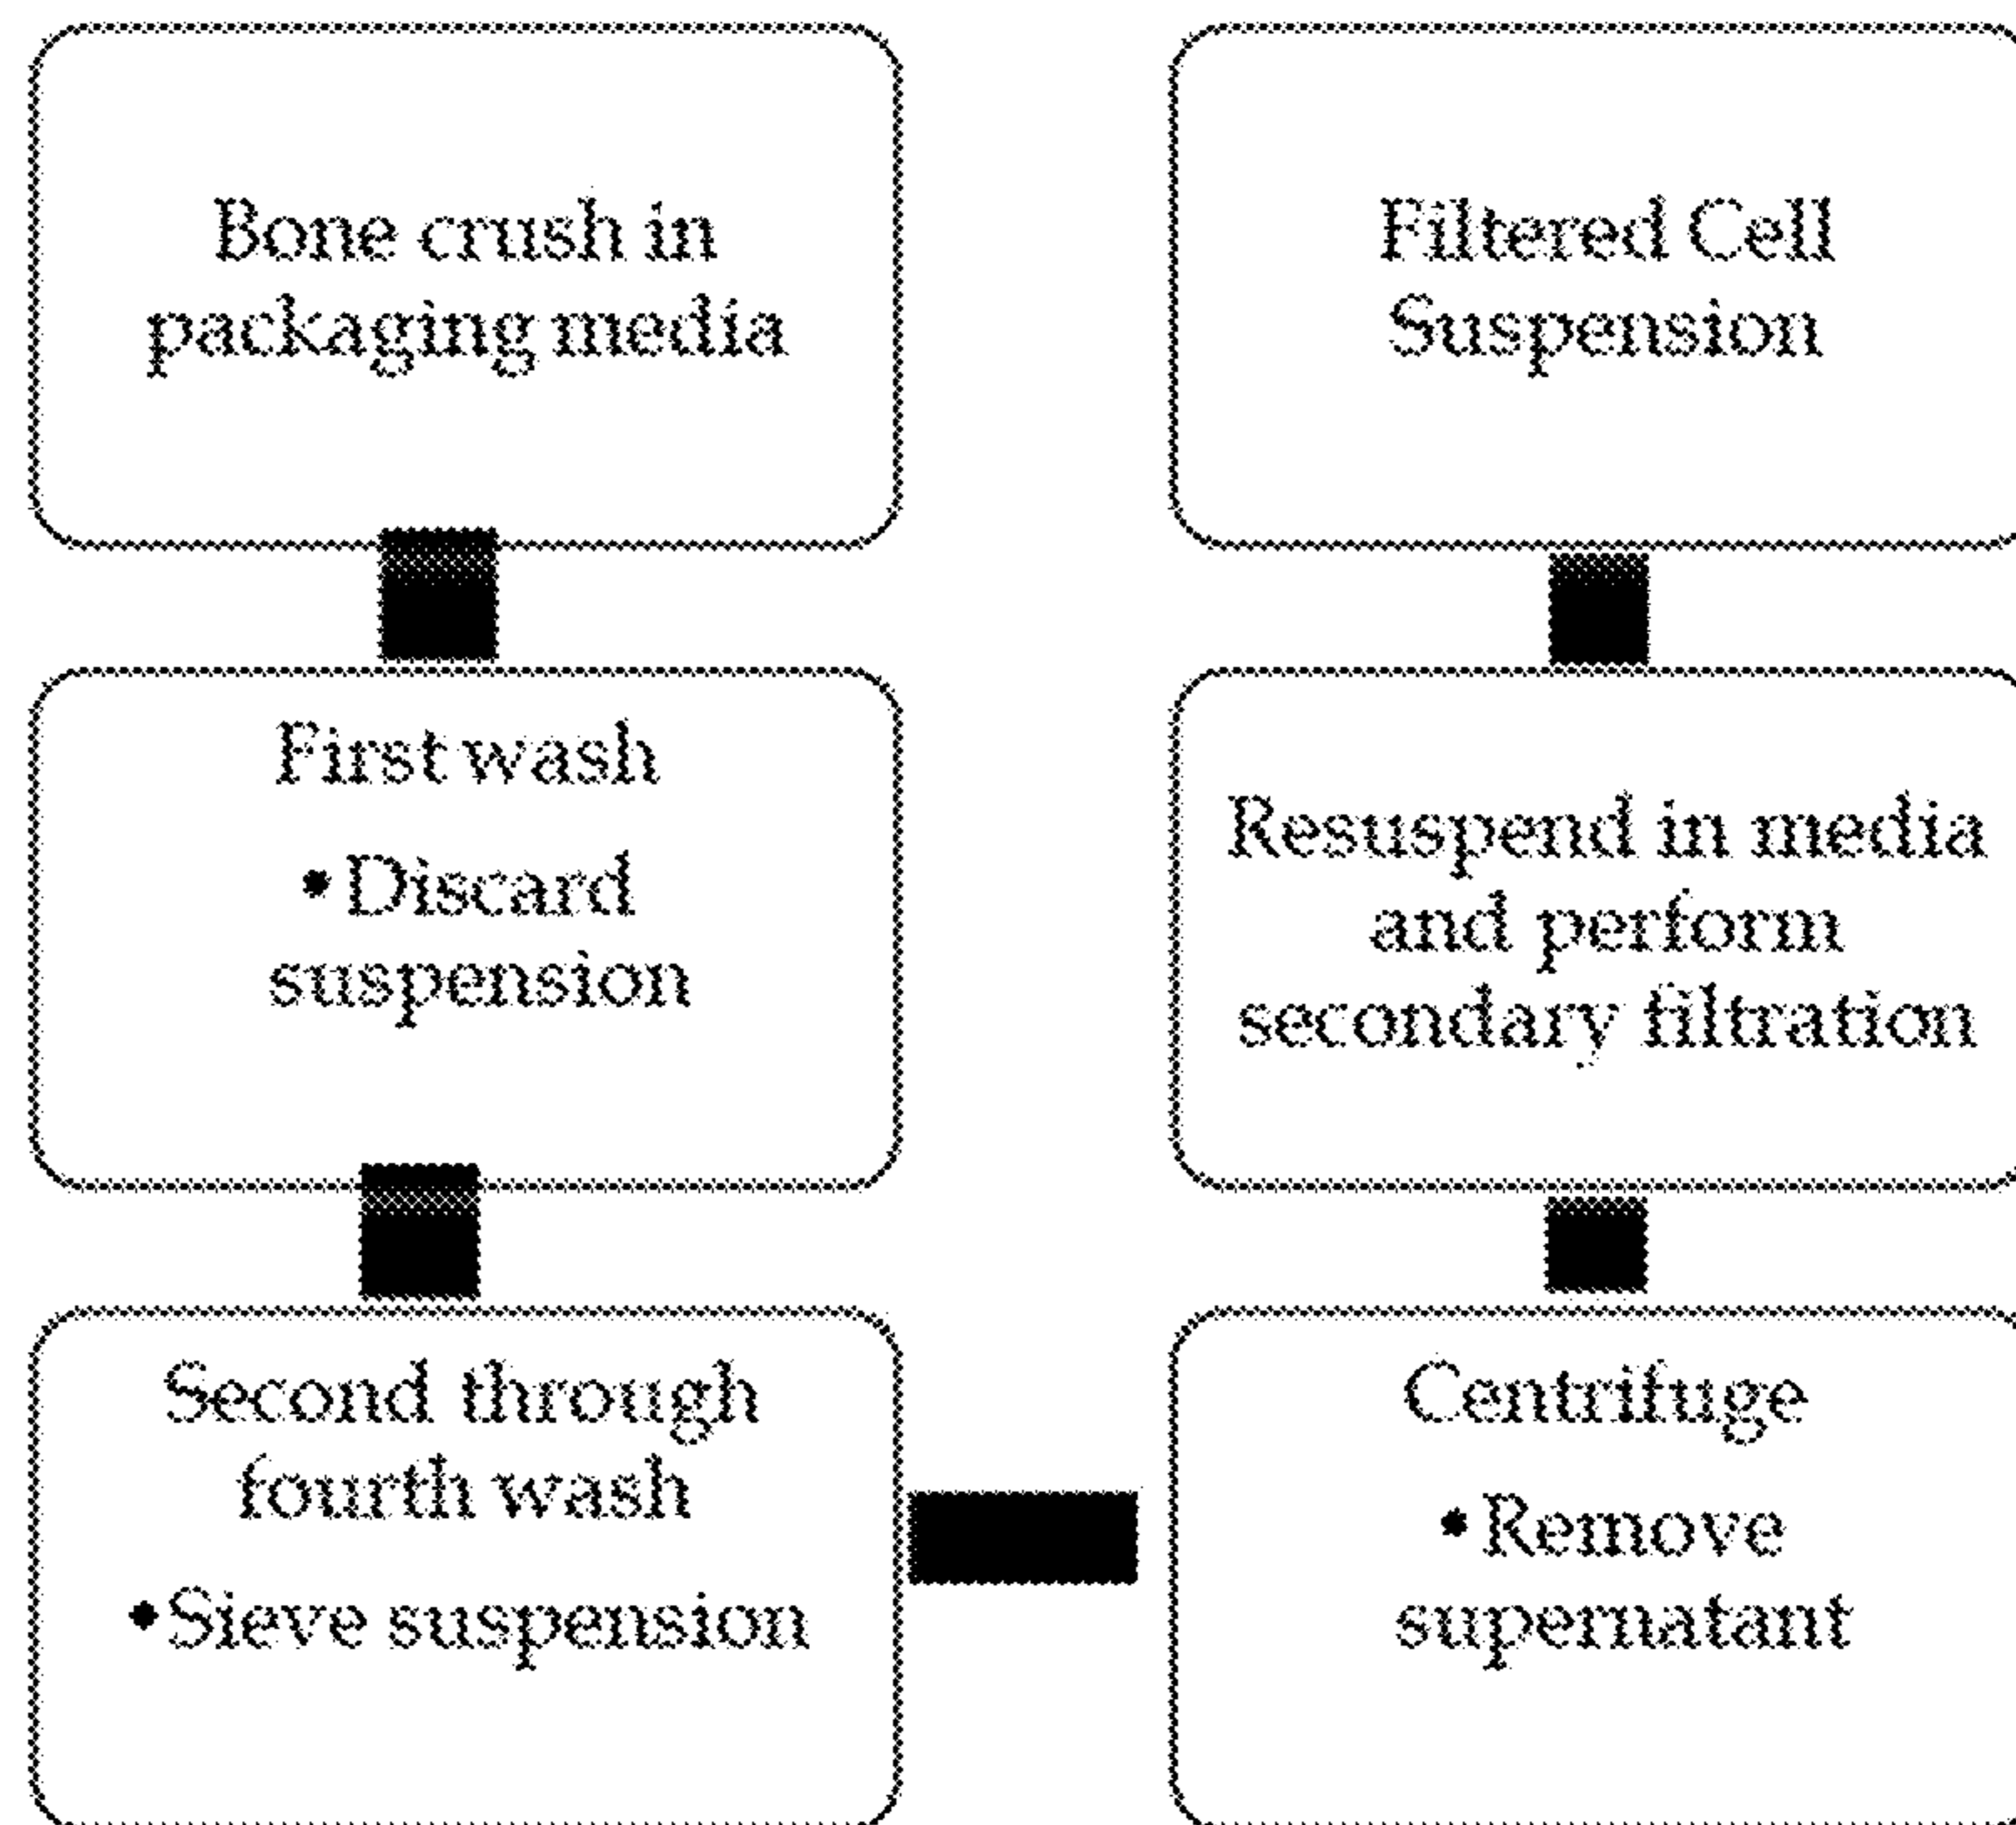 Bone crush in
packaging media
First wash
•Discard
suspension
Second through
fourth wash
•Sieve suspension
Centrifuge
•Remove
supernatant
Resuspend in media
and perform
secondary filtration
Filtered Cell
Suspension